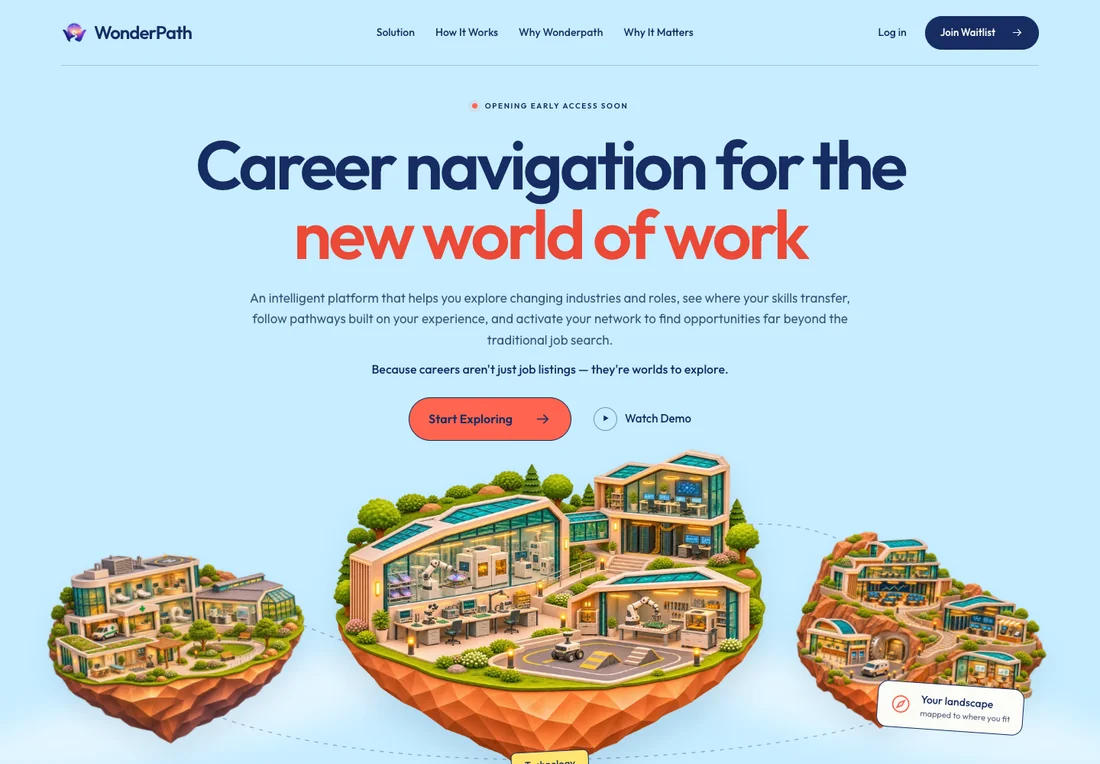 WonderPath
Solution
How It Works
Why Wonderpath
Why It Matters
Log in
Join Waitlist
OPENING EARLY ACCESS SOON
Career navigation for the
new world of work
An intelligent platform that helps you explore changing industries and roles, see where your skills transfer,
follow pathways built on your experience, and activate your network to find opportunities far beyond the
traditional job search.
Because careers aren't just job listings — they're worlds to explore.
Start Exploring
Watch Demo
Your landscape
mapped to where you fit